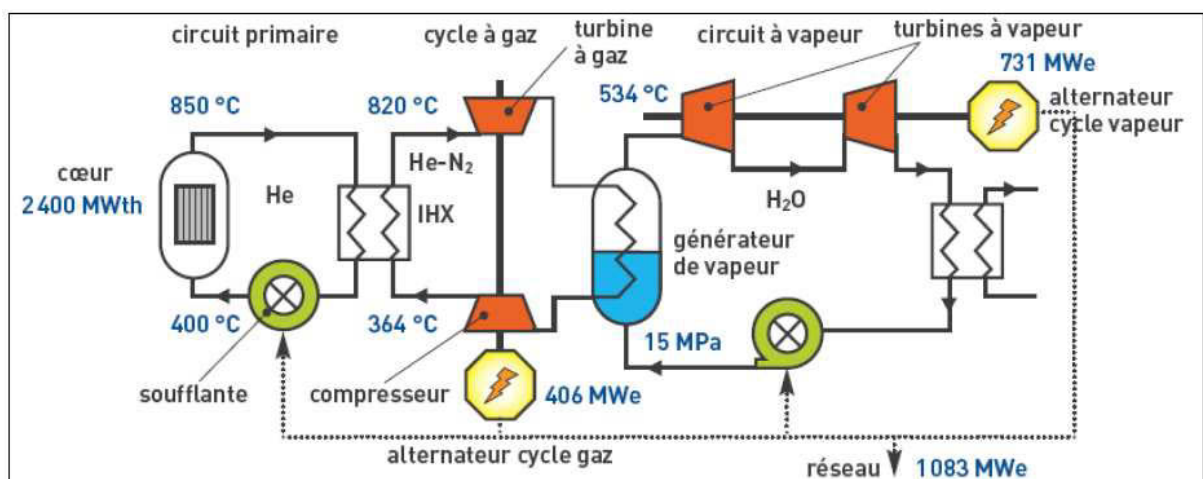 circuit primaire
cycle à gaz
turbine
à gaz
circuit à vapeur
turbines à vapeur
731 MWe
850 °C
820 °C
534 °C
alternateur
cycle vapeur
cœur
2 400 MWth
He
He-N₂
IHX
H₂O
générateur
de vapeur
400 °C
364 °C
15 MPa
soufflante
compresseur
406 MWe
alternateur cycle gaz
réseau
1 083 MWe